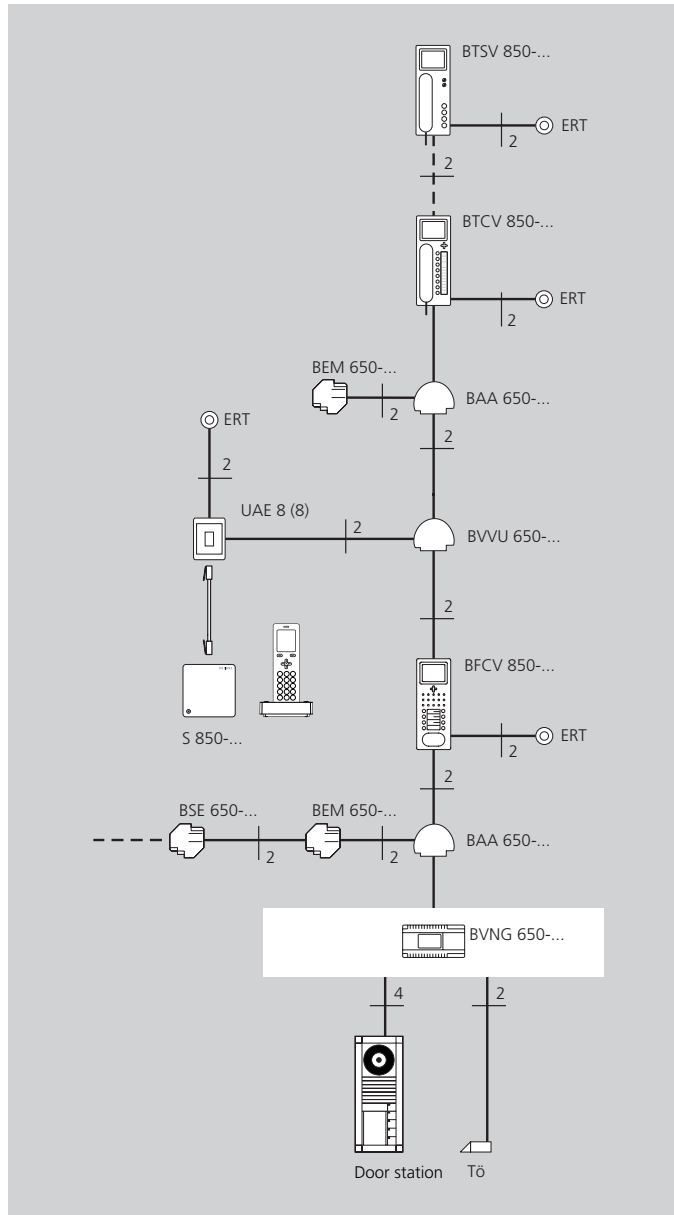 BTSV 850-...
ERT
2
2
BTCV 850-...
ERT
2
BEM 650-...
2
BAA 650-...
ERT
2
2
UAE 8 (8)
2
BVVU 650-...
2
BFCV 850-...
S 850-...
ERT
2
2
BSE 650-...
BEM 650-...
2
2
BAA 650-...
BVNG 650-...
4
2
Door station
Tö